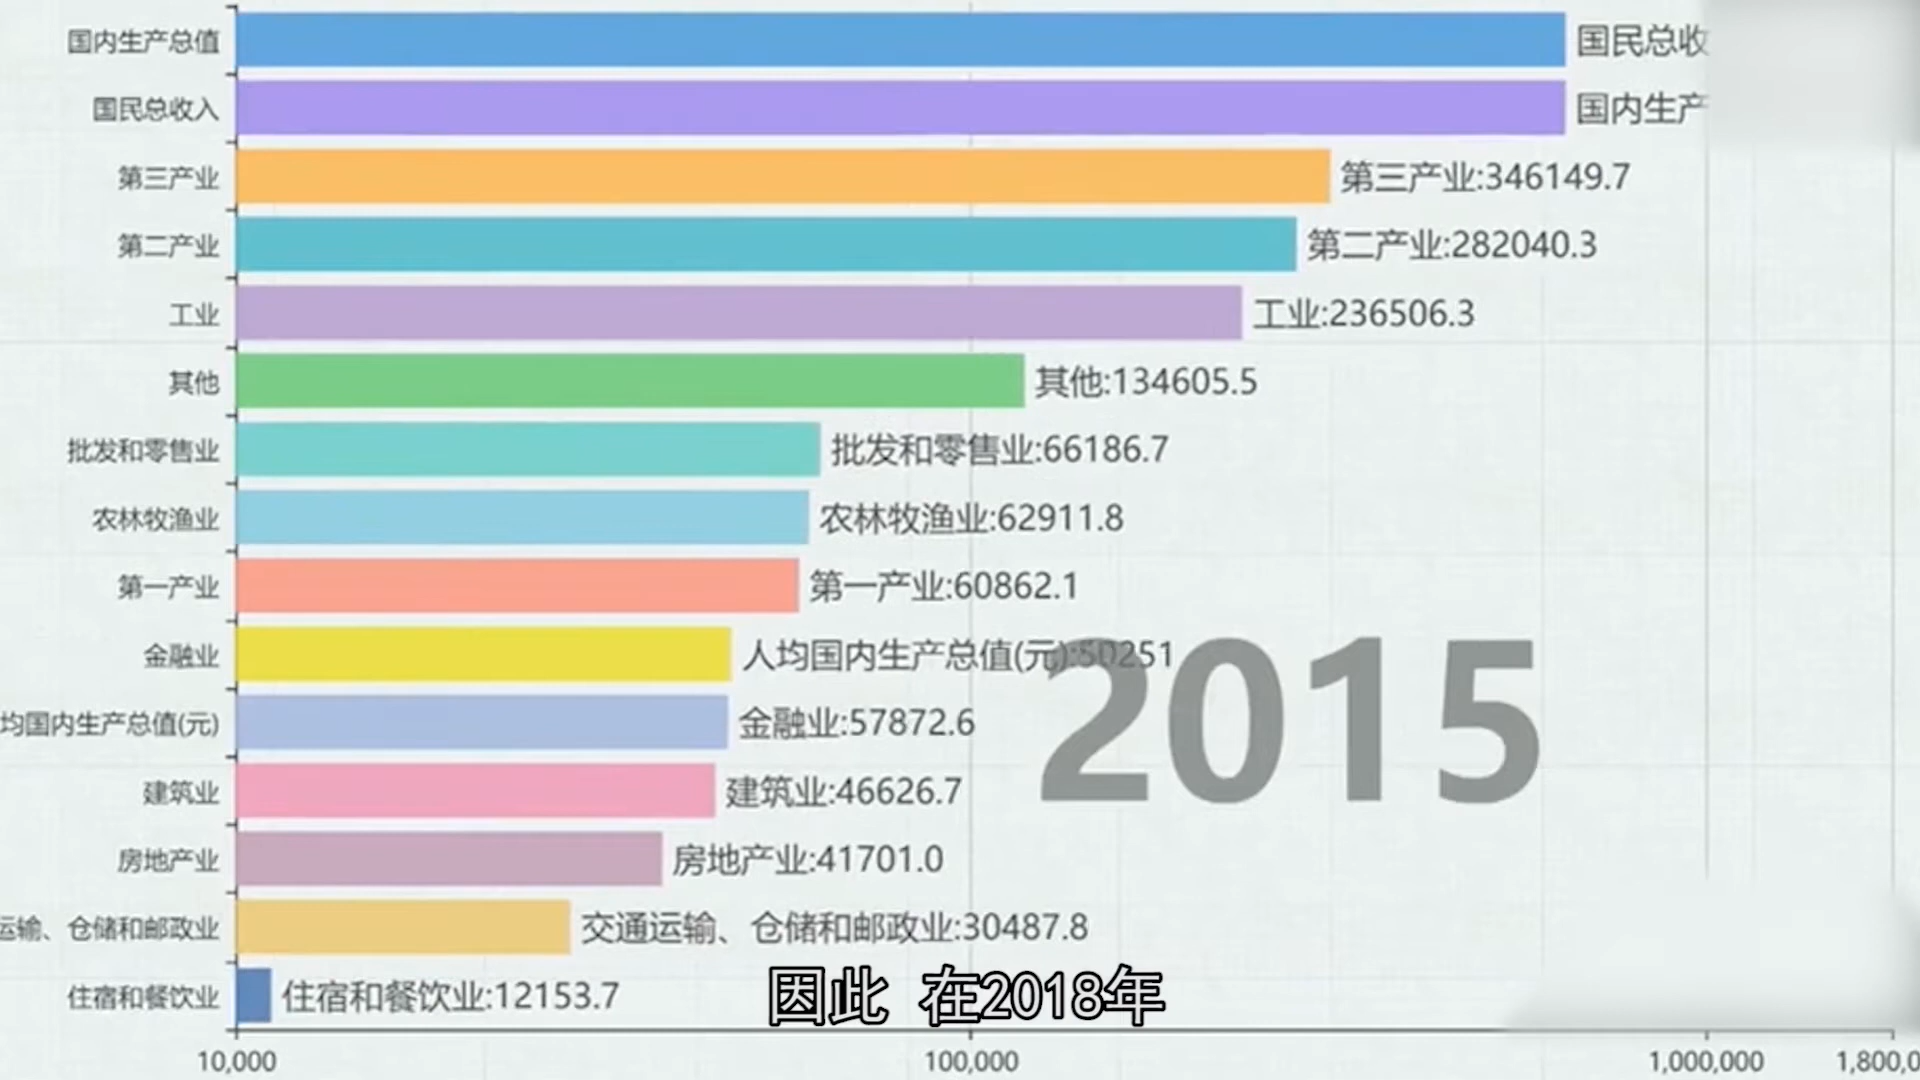 国内生产总值 国民总收
国民总收入 国内生产
第三产业 第三产业:346149.7
第二产业 第二产业:282040.3
工业 工业:236506.3
其他 其他:134605.5
批发和零售业 批发和零售业:66186.7
农林牧渔业 农林牧渔业:62911.8
第一产业 第一产业:60862.1
金融业 人均国内生产总值(元):50251
均国内生产总值(元) 金融业:57872.6
2015
建筑业 建筑业:46626.7
房地产业 房地产业:41701.0
运输、仓储和邮政业 交通运输、仓储和邮政业:30487.8
住宿和餐饮业 住宿和餐饮业:12153.7
因此 在2018年
10,000 100,000 1,000,000 1,800,0